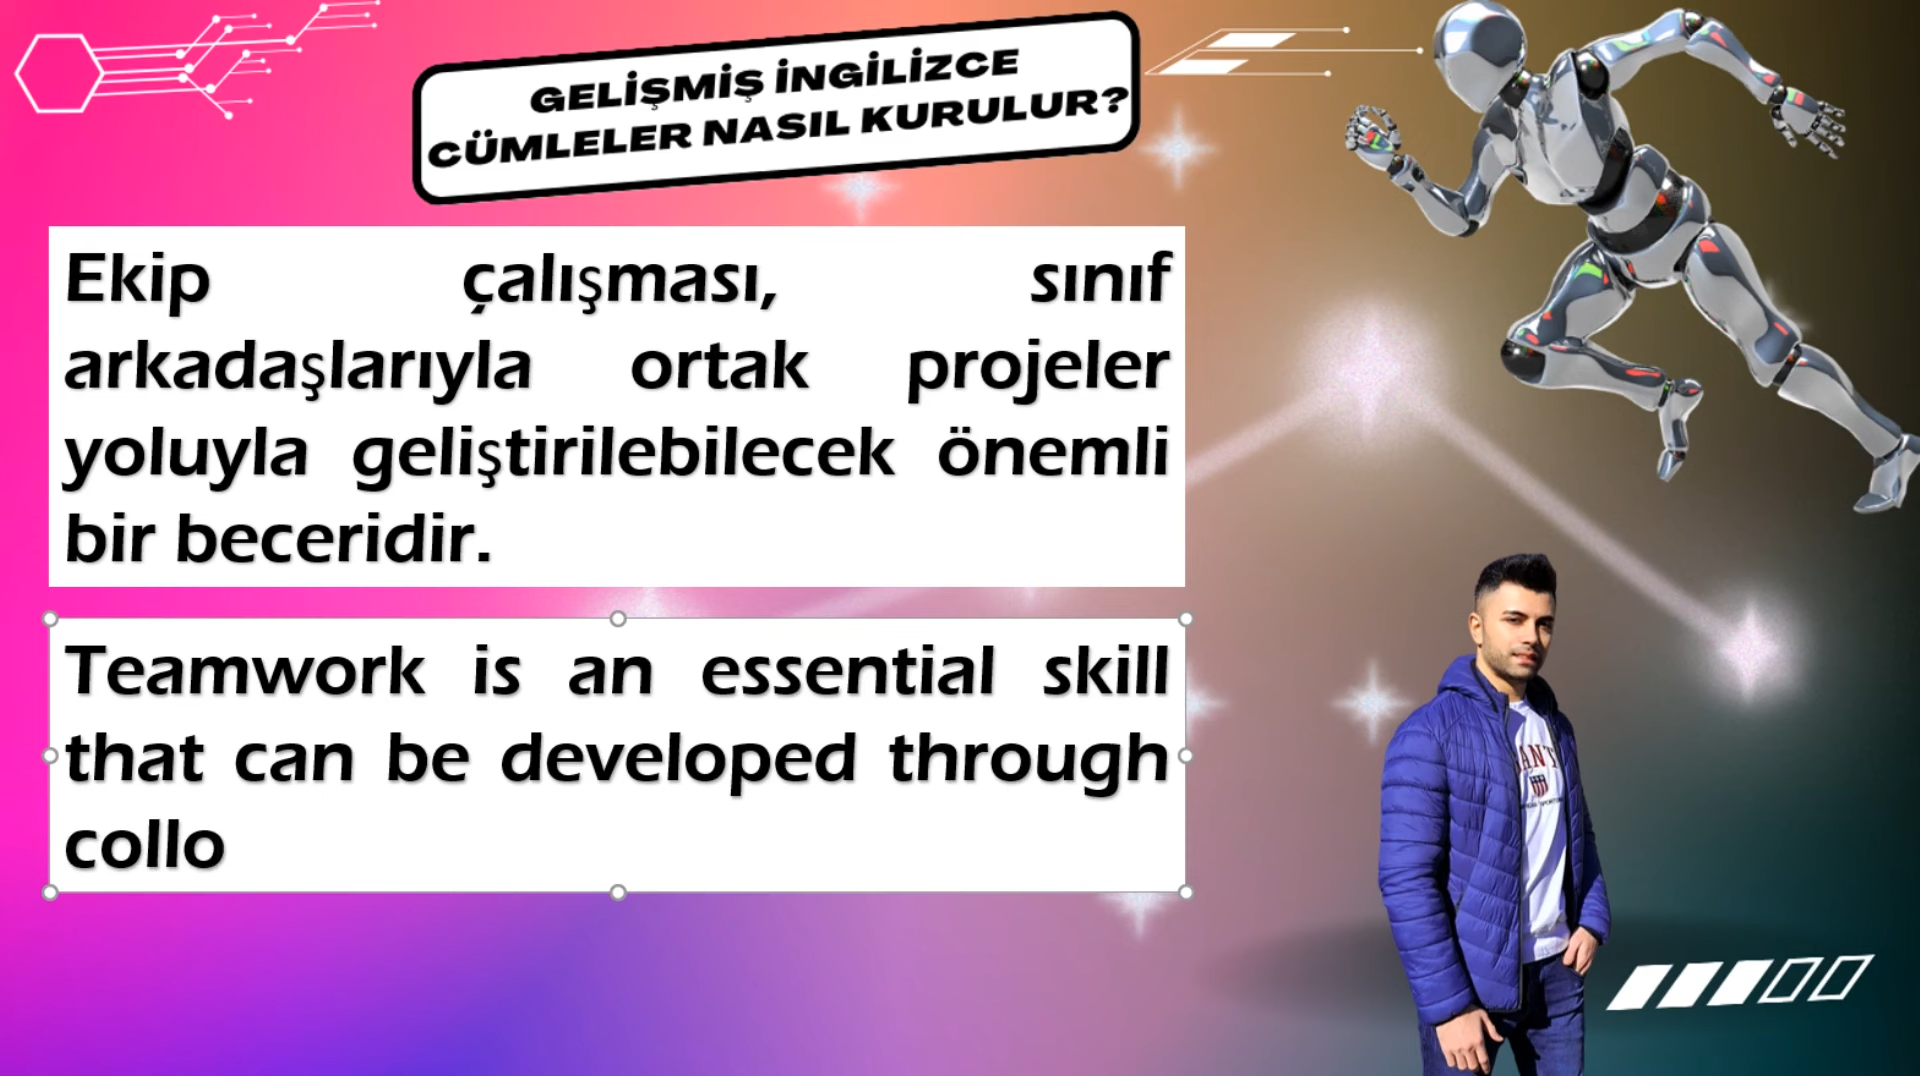 GELİŞMİŞ İNGİLİZCE
CÜMLELER NASIL KURULUR?
Ekip çalışması, sınıf
arkadaşlarıyla ortak projeler
yoluyla geliştirilebilecek önemli
bir beceridir.
Teamwork is an essential skill
that can be developed through
collo